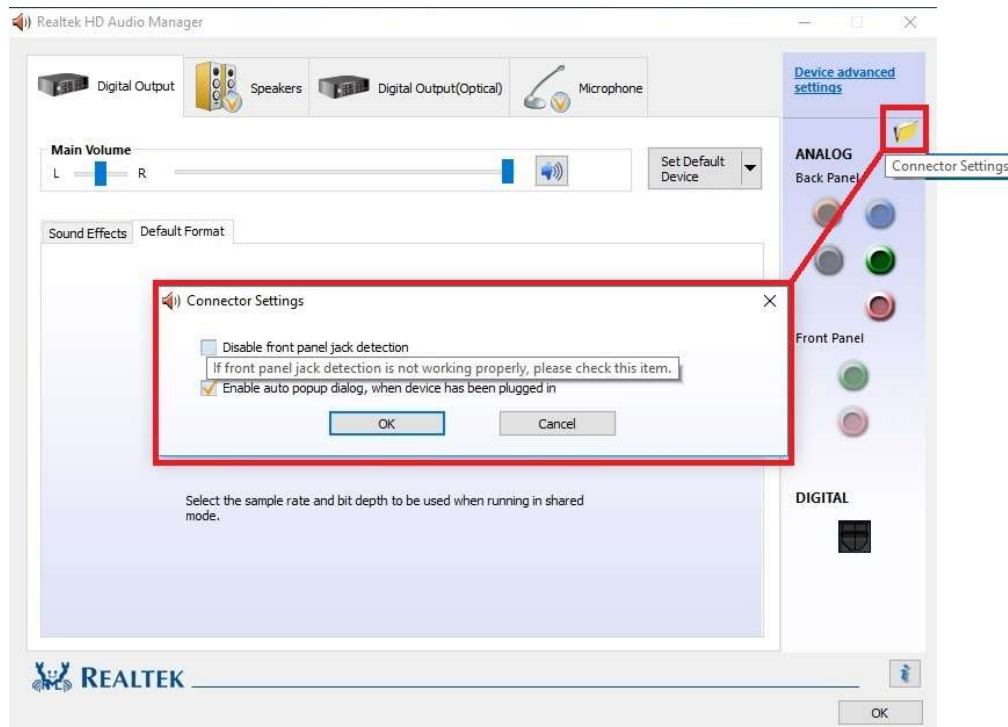 Realtek HD Audio Manager
Digital Output
Speakers
Digital Output(Optical)
Microphone
Device advanced
settings
Main Volume
L
R
Set Default
Device
ANALOG
Back Panel
Connector Settings
Sound Effects
Default Format
Connector Settings
Disable front panel jack detection
If front panel jack detection is not working properly, please check this item.
Enable auto popup dialog, when device has been plugged in
OK
Cancel
Front Panel
Select the sample rate and bit depth to be used when running in shared
mode.
DIGITAL
REALTEK
i
OK